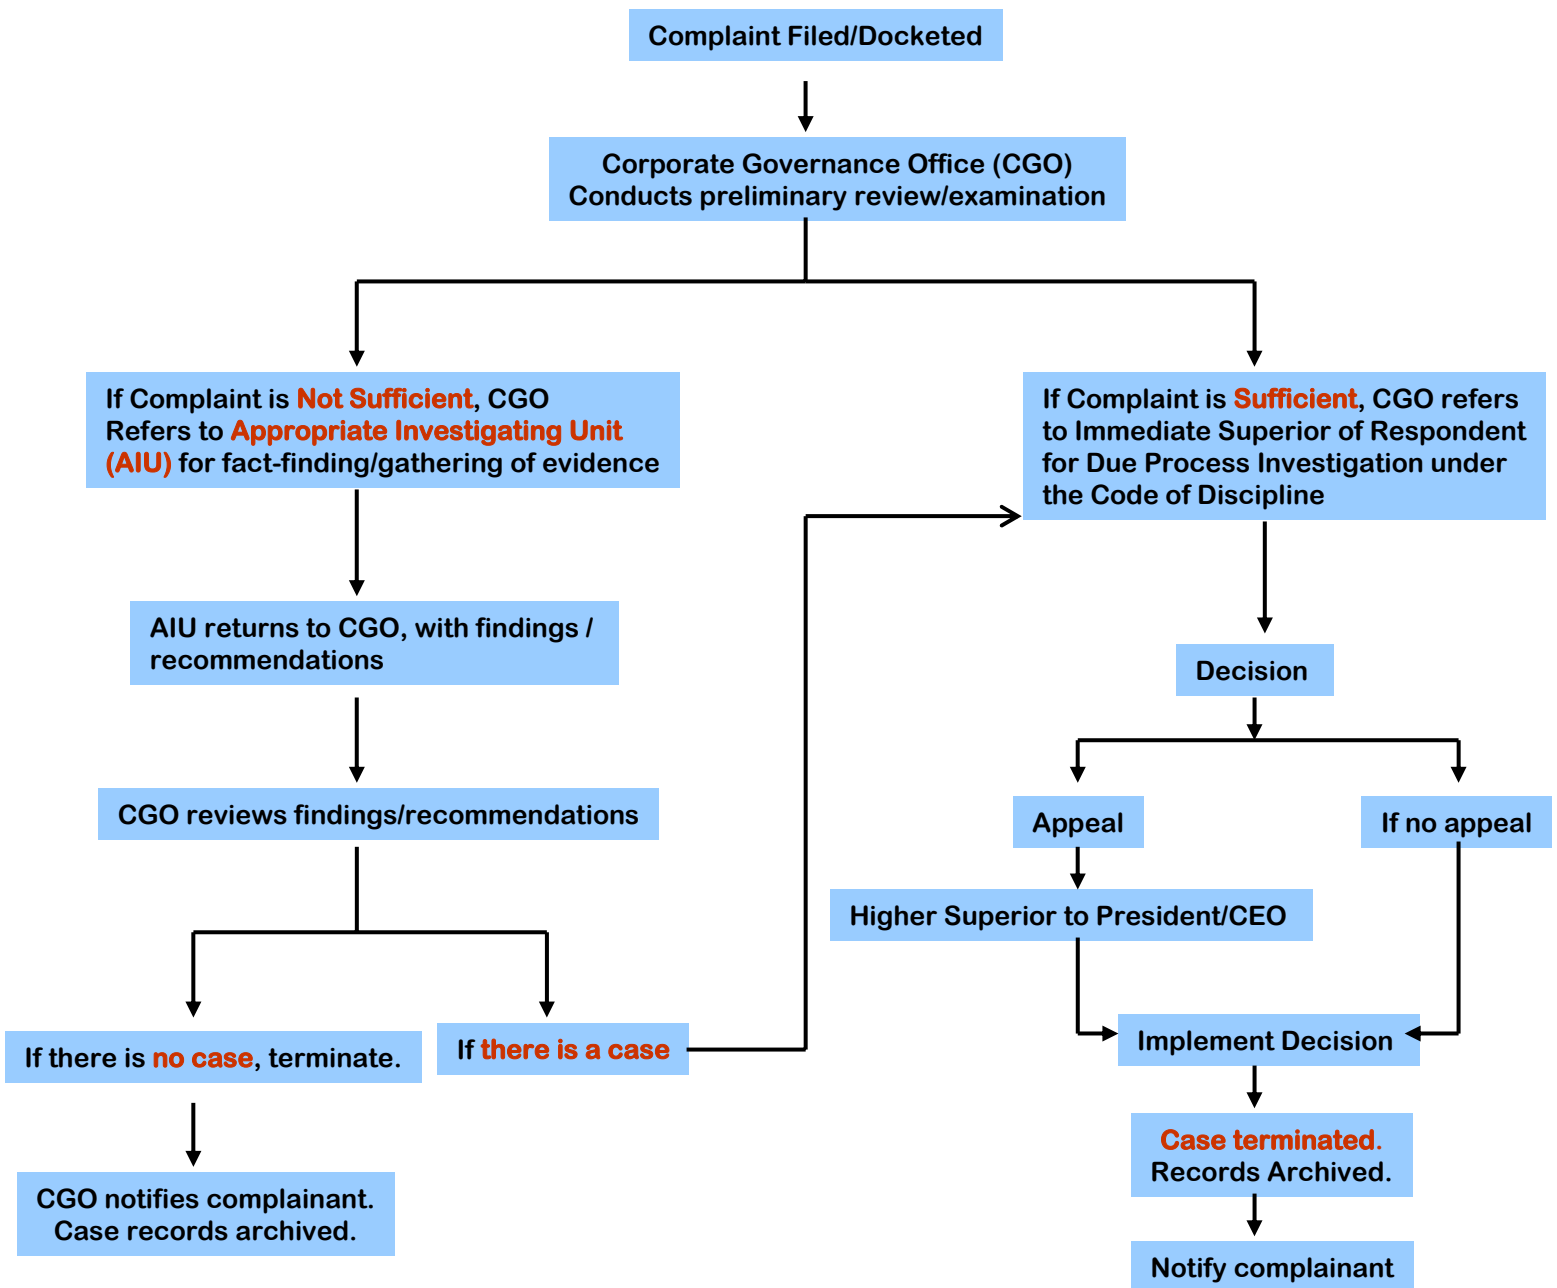 Complaint Filed/Docketed
Corporate Governance Office (CGO)
Conducts preliminary review/examination
If Complaint is Not Sufficient, CGO
Refers to Appropriate Investigating Unit
(AIU) for fact-finding/gathering of evidence
If Complaint is Sufficient, CGO refers
to Immediate Superior of Respondent
for Due Process Investigation under
the Code of Discipline
AIU returns to CGO, with findings /
recommendations
Decision
CGO reviews findings/recommendations
Appeal
If no appeal
Higher Superior to President/CEO
If there is no case, terminate.
If there is a case
Implement Decision
Case terminated.
Records Archived.
CGO notifies complainant.
Case records archived.
Notify complainant